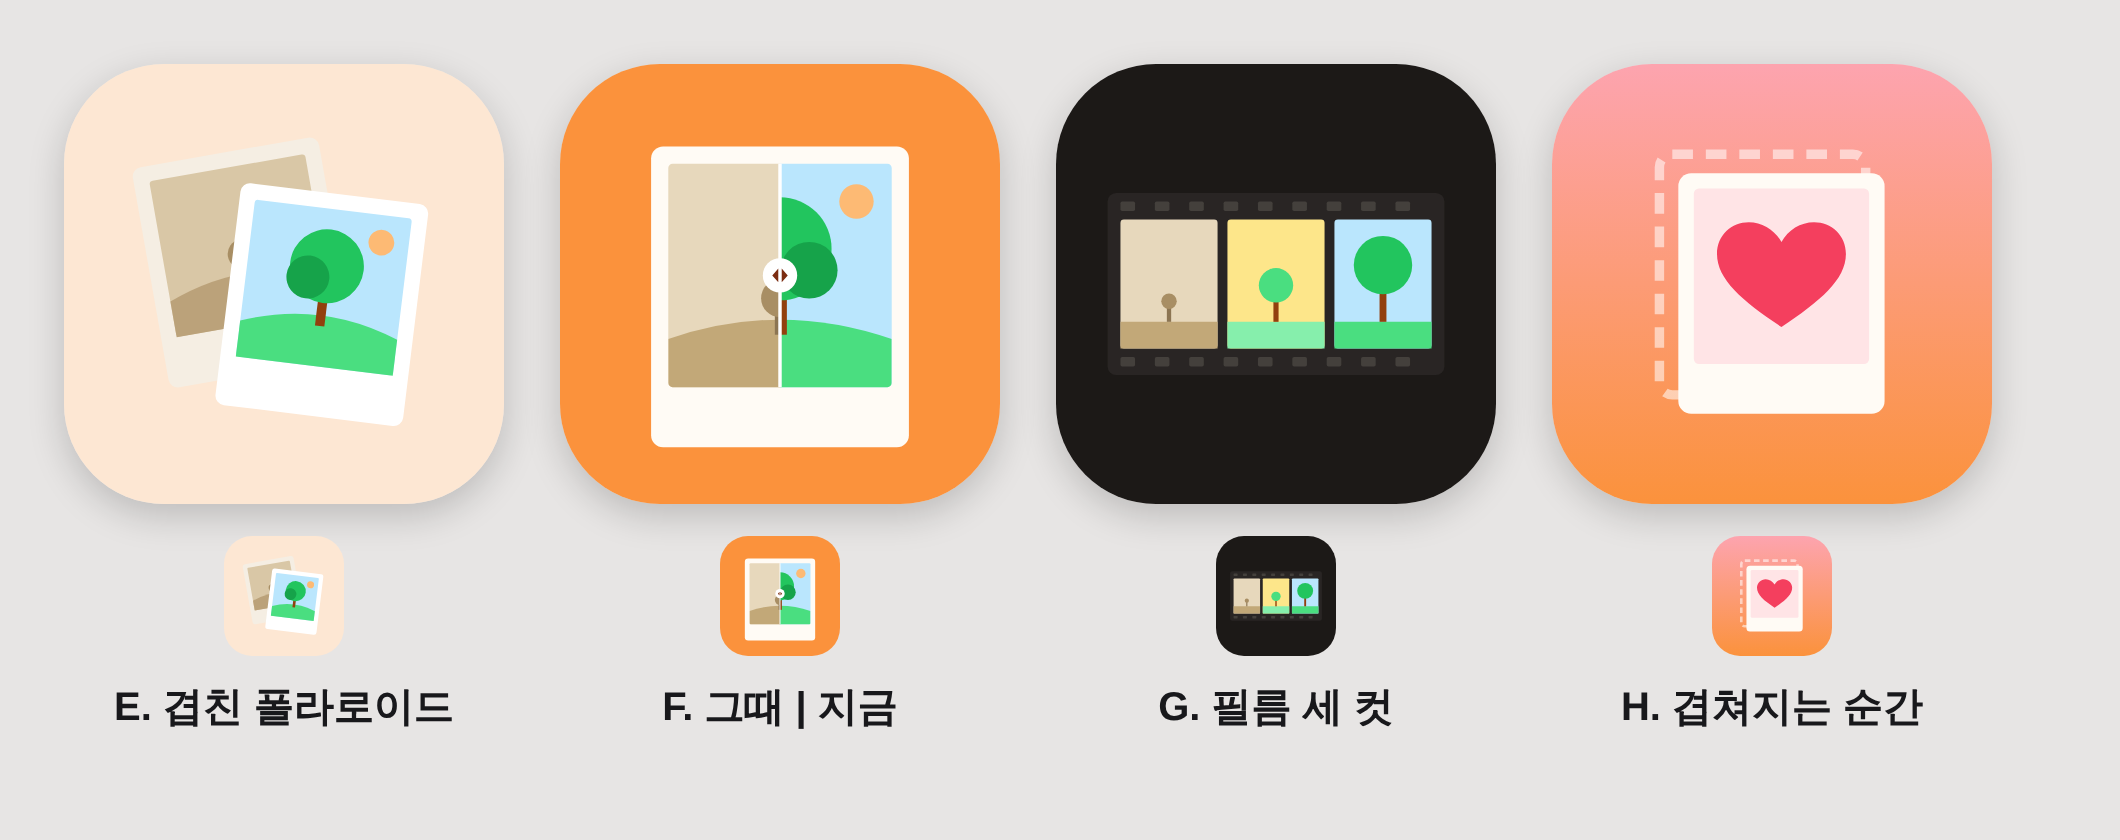 E. 겹친 폴라로이드
F. 그때 | 지금
G. 필름 세 컷
H. 겹쳐지는 순간